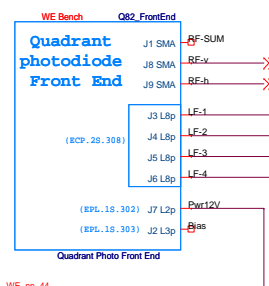 WE Bench Q82_FrontEnd
Quadrant
photodiode
Front End
J1 SMA RF-SUM
J8 SMA RF-v
J9 SMA RF-h
J3 L8p LF-1
(ECP.2S.308) J4 L8p LF-2
J5 L8p LF-3
J6 L8p LF-4
(EPL.1S.302) J7 L2p Pwr12V
(EPL.1S.303) J2 L3p Bias
Quadrant Photo Front End